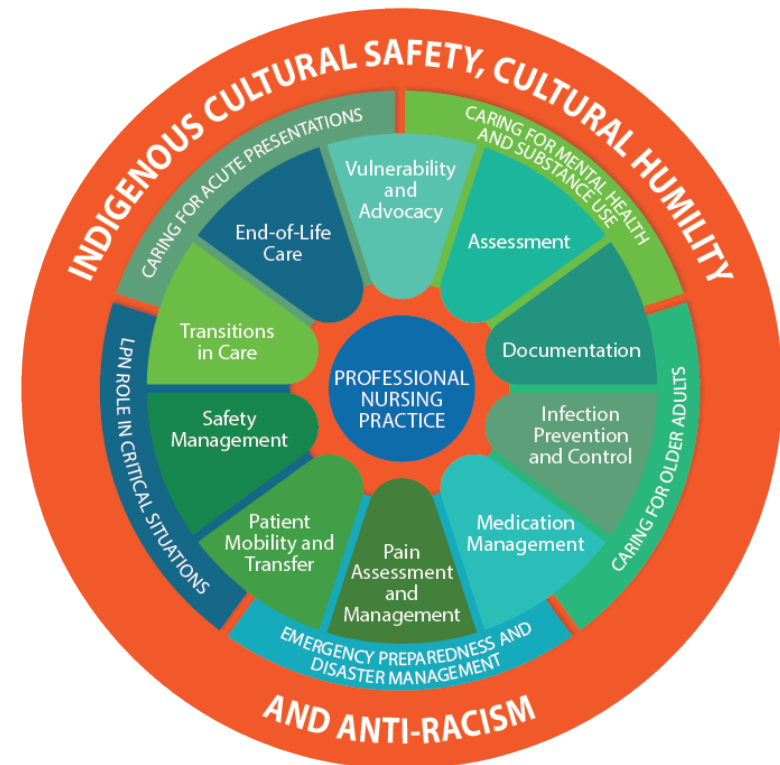 INDIGENOUS CULTURAL SAFETY, CULTURAL HUMILITY
AND ANTI-RACISM
CARING FOR ACUTE PRESENTATIONS
CARING FOR MENTAL HEALTH
AND SUBSTANCE USE
CARING FOR OLDER ADULTS
EMERGENCY PREPAREDNESS AND
DISASTER MANAGEMENT
LPN ROLE IN CRITICAL SITUATIONS
Vulnerability
and
Advocacy
Assessment
Documentation
Infection
Prevention
and Control
Medication
Management
Pain
Assessment
and
Management
Patient
Mobility and
Transfer
Safety
Management
Transitions
in Care
End-of-Life
Care
PROFESSIONAL
NURSING
PRACTICE